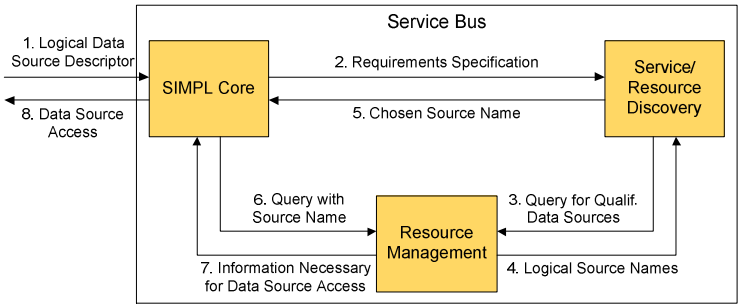 Service Bus
1. Logical Data
Source Descriptor
SIMPL Core
2. Requirements Specification
Service/
Resource
Discovery
8. Data Source
Access
5. Chosen Source Name
6. Query with
Source Name
3. Query for Qualif.
Data Sources
Resource
Management
7. Information Necessary
for Data Source Access
4. Logical Source Names